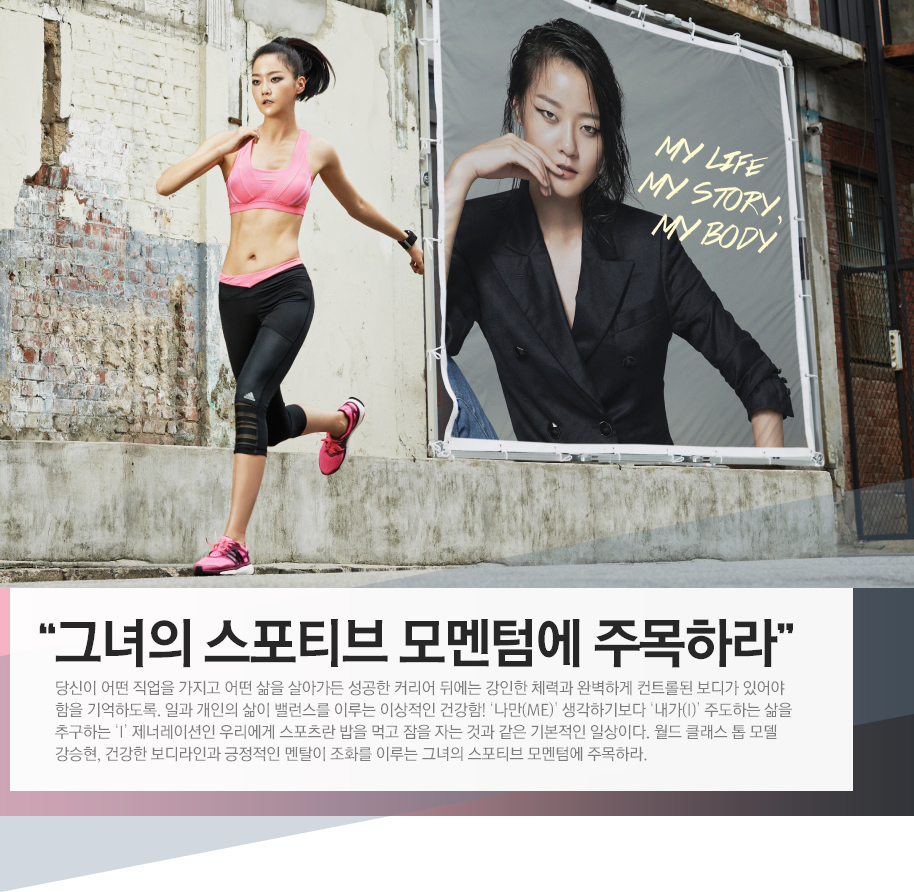 MY LIFE
MY STORY,
MY BODY
adidas
“그녀의 스포티브 모멘텀에 주목하라”
당신이 어떤 직업을 가지고 어떤 삶을 살아가든 성공한 커리어 뒤에는 강인한 체력과 완벽하게 컨트롤된 보디가 있어야
함을 기억하도록. 일과 개인의 삶이 밸런스를 이루는 이상적인 건강함! ‘나만(ME)’ 생각하기보다 ‘내가(I)’ 주도하는 삶을
추구하는 ‘I’ 제너레이션인 우리에게 스포츠란 밥을 먹고 잠을 자는 것과 같은 기본적인 일상이다. 월드 클래스 톱 모델
강승현, 건강한 보디라인과 긍정적인 멘탈이 조화를 이루는 그녀의 스포티브 모멘텀에 주목하라.